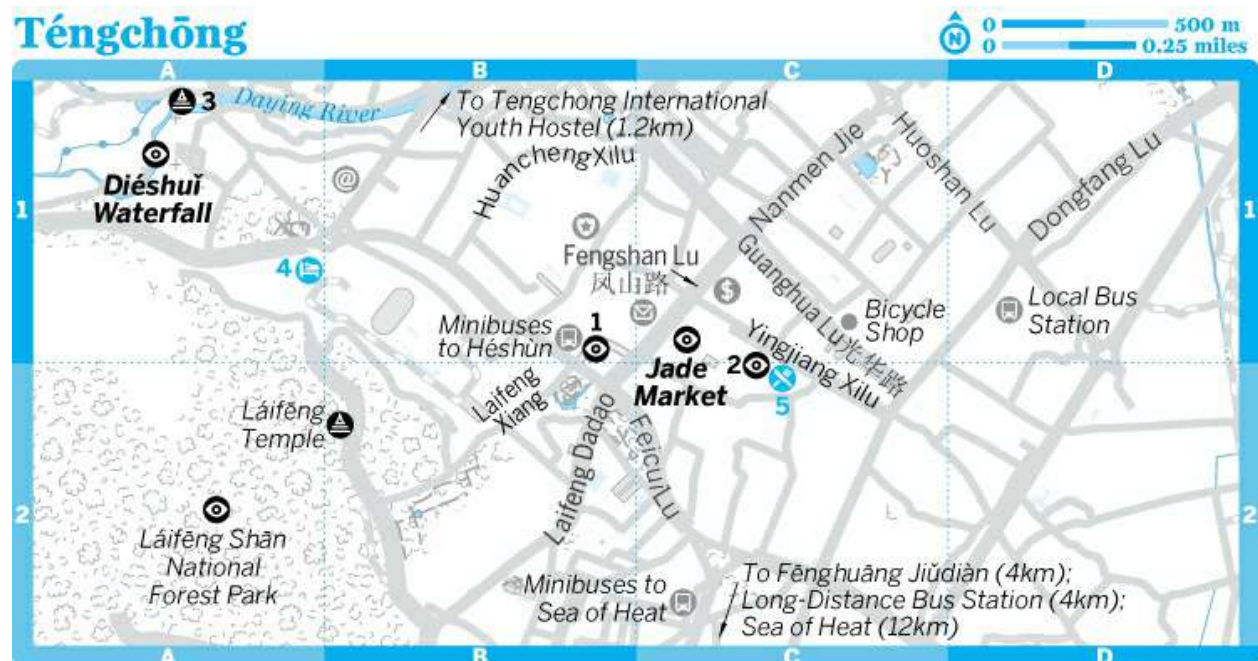 Téngchōng
N
0 500 m
0 0.25 miles
A B C D
3
Daying River
To Tengchong International
Youth Hostel (1.2km)
Diéshuǐ
Waterfall
HuanchengXilu
Nanmen Jie
Huoshan Lu
Dongfang Lu
@
1 1
Fengshan Lu
凤山路
Guanghua Lu光华路
4
$
Minibuses
to Héshùn
1
Bicycle
Shop
Local Bus
Station
Jade
Market
2
Yingjiang Xilu
5
Laifeng
Xiang
Láifēng
Temple
Laifeng Dadao
Feicu/Lu
2 2
Láifēng Shān
National
Forest Park
Minibuses to
Sea of Heat
To Fēnghuāng Jiǔdiàn (4km);
Long-Distance Bus Station (4km);
Sea of Heat (12km)
A B C D